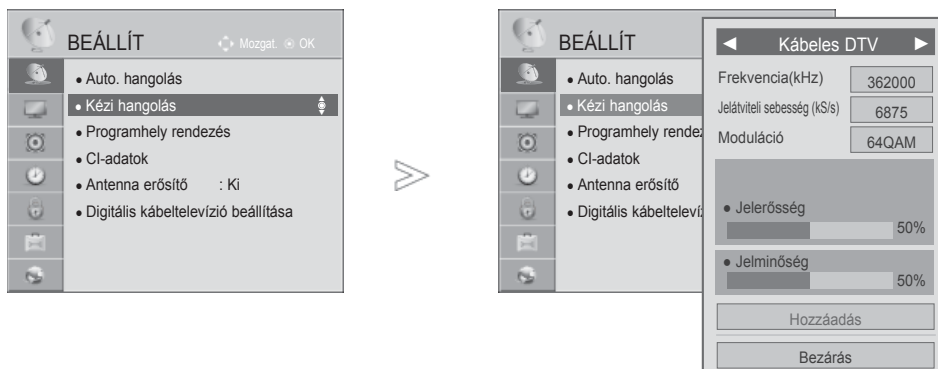 BEÁLLÍT
Mozgat. OK
• Auto. hangolás
• Kézi hangolás
• Programhely rendezés
• CI-adatok
• Antenna erősítő : Ki
• Digitális kábeltelevízió beállítása
BEÁLLÍT
• Auto. hangolás
• Kézi hangolás
• Programhely rendez
• CI-adatok
• Antenna erősítő
• Digitális kábeltelevíz
◄ Kábeles DTV ►
Frekvencia(kHz) 362000
Jelátviteli sebesség (kS/s) 6875
Moduláció 64QAM
• Jelerősség
50%
• Jelminőség
50%
Hozzáadás
Bezárás